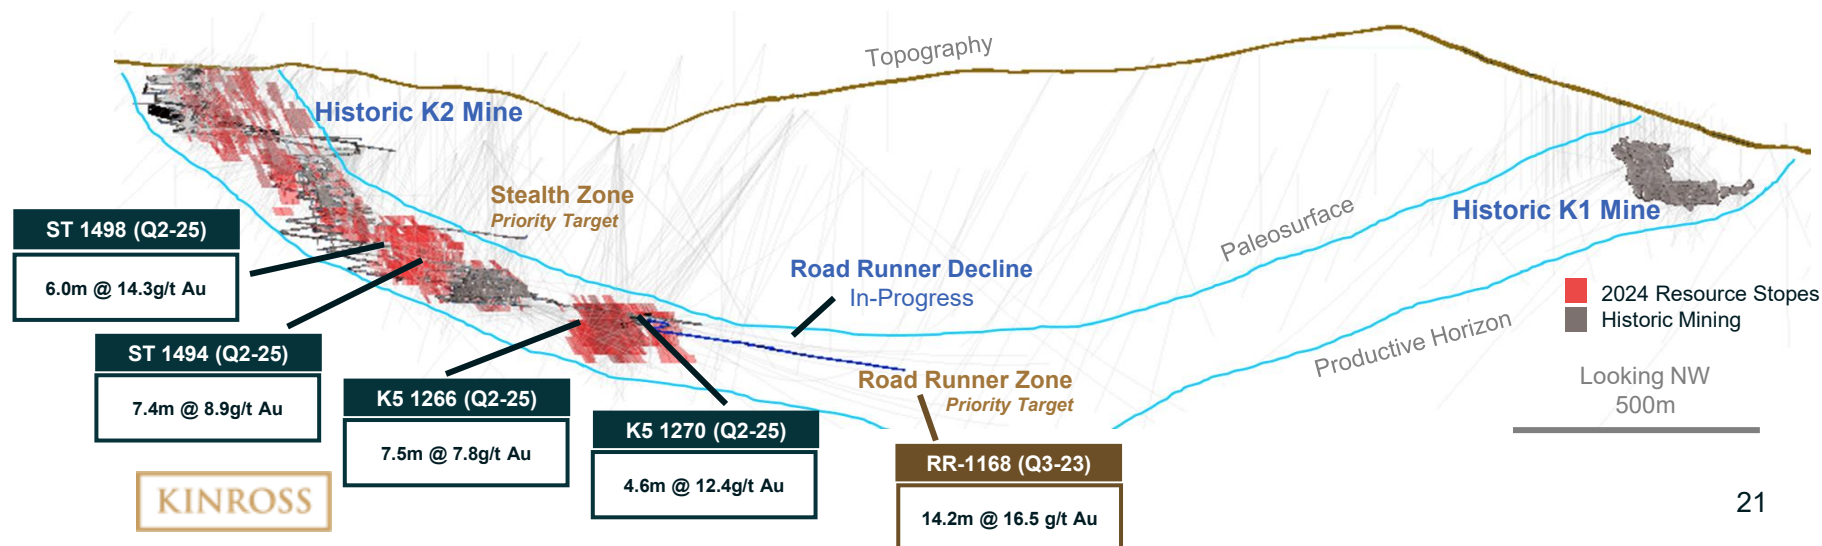 Topography
Historic K2 Mine
Stealth Zone
Priority Target
Paleosurface
Historic K1 Mine
ST 1498 (Q2-25)
6.0m @ 14.3g/t Au
Road Runner Decline
In-Progress
2024 Resource Stopes
Historic Mining
Productive Horizon
ST 1494 (Q2-25)
7.4m @ 8.9g/t Au
Road Runner Zone
Priority Target
Looking NW
500m
K5 1266 (Q2-25)
7.5m @ 7.8g/t Au
K5 1270 (Q2-25)
4.6m @ 12.4g/t Au
RR-1168 (Q3-23)
14.2m @ 16.5 g/t Au
KINROSS
21